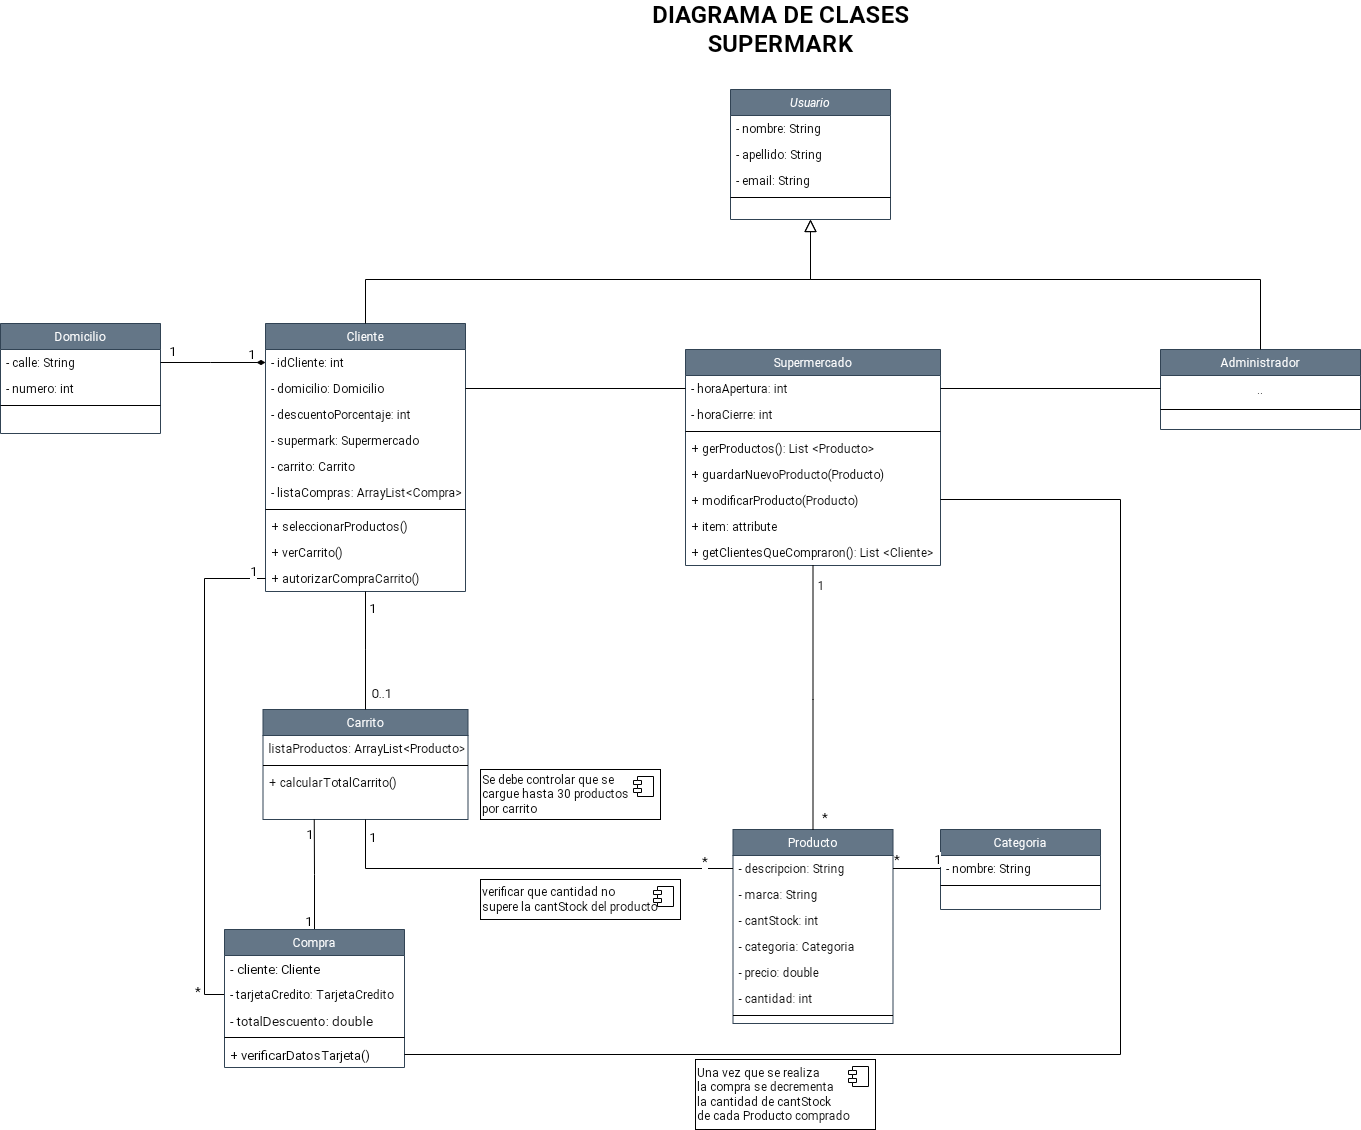 DIAGRAMA DE CLASES
SUPERMARK
Usuario
- nombre: String
- apellido: String
- email: String
Domicilio
- calle: String
- numero: int
1
1
Cliente
- idCliente: int
- domicilio: Domicilio
- descuentoPorcentaje: int
- supermark: Supermercado
- carrito: Carrito
- listaCompras: ArrayList<Compra>
+ seleccionarProductos()
+ verCarrito()
+ autorizarCompraCarrito()
Supermercado
- horaApertura: int
- horaCierre: int
+ gerProductos(): List <Producto>
+ guardarNuevoProducto(Producto)
+ modificarProducto(Producto)
+ item: attribute
+ getClientesQueCompraron(): List <Cliente>
Administrador
..
1
1
0..1
1
*
Carrito
listaProductos: ArrayList<Producto>
+ calcularTotalCarrito()
Se debe controlar que se
cargue hasta 30 productos
por carrito
1
1
*
verificar que cantidad no
supere la cantStock del producto
Producto
- descripcion: String
- marca: String
- cantStock: int
- categoria: Categoria
- precio: double
- cantidad: int
*
1
Categoria
- nombre: String
1
*
Compra
- cliente: Cliente
- tarjetaCredito: TarjetaCredito
- totalDescuento: double
+ verificarDatosTarjeta()
Una vez que se realiza
la compra se decrementa
la cantidad de cantStock
de cada Producto comprado